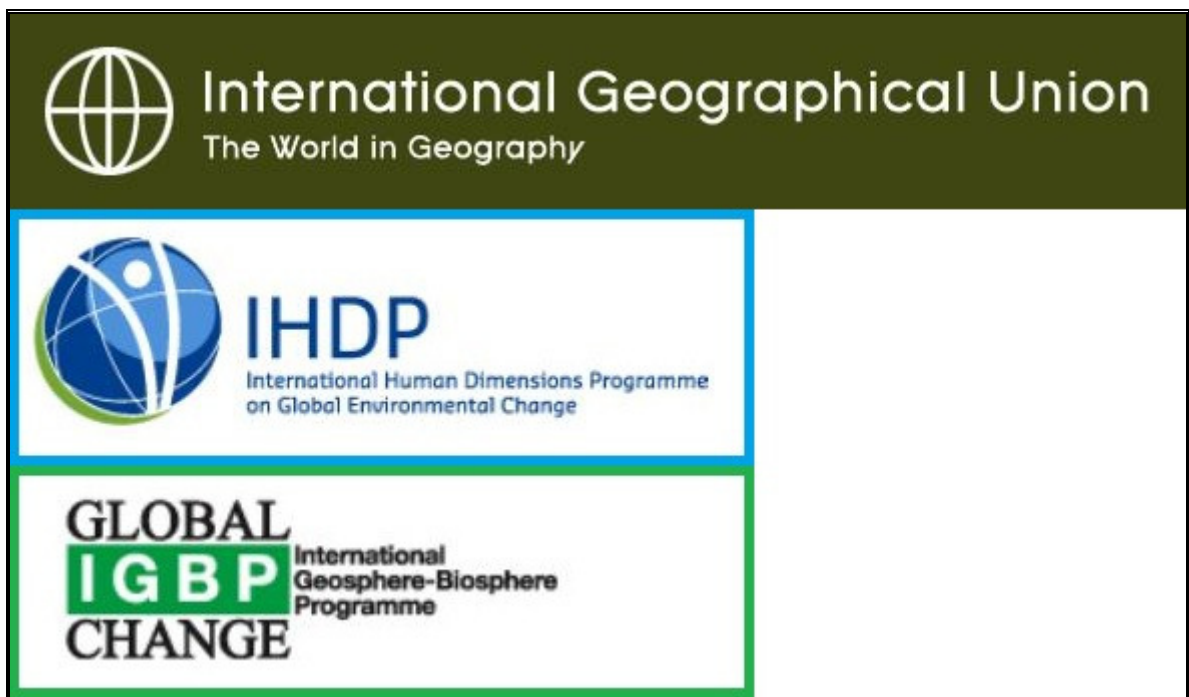 International Geographical Union
The World in Geography
IHDP
International Human Dimensions Programme
on Global Environmental Change
GLOBAL
IGBP
CHANGE
International
Geosphere-Biosphere
Programme